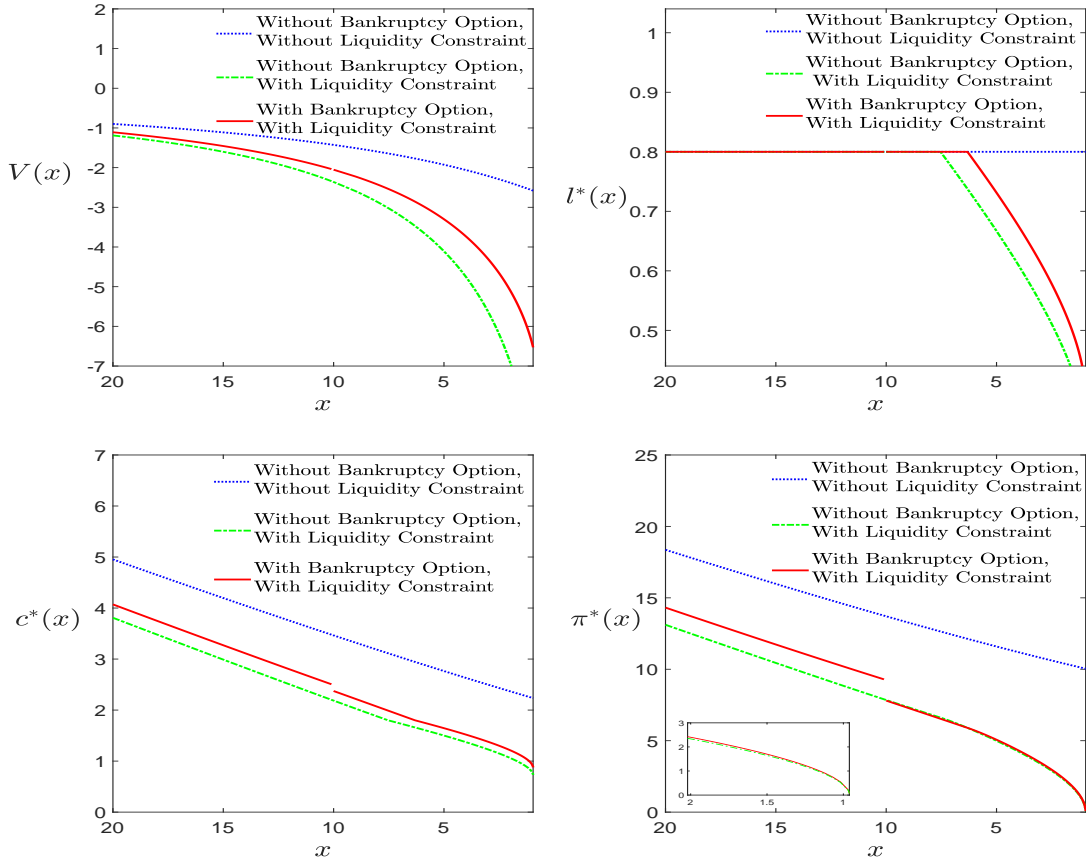 2
1
0
-1
-2
-3
-4
-5
-6
-7
20
15
10
5
V(x)
x
Without Bankruptcy Option,
Without Liquidity Constraint
Without Bankruptcy Option,
With Liquidity Constraint
With Bankruptcy Option,
With Liquidity Constraint
1
0.9
0.8
0.7
0.6
0.5
20
15
10
5
l*(x)
x
Without Bankruptcy Option,
Without Liquidity Constraint
Without Bankruptcy Option,
With Liquidity Constraint
With Bankruptcy Option,
With Liquidity Constraint
7
6
5
4
3
2
1
0
20
15
10
5
c*(x)
x
Without Bankruptcy Option,
Without Liquidity Constraint
Without Bankruptcy Option,
With Liquidity Constraint
With Bankruptcy Option,
With Liquidity Constraint
25
20
15
10
5
0
20
15
10
5
π*(x)
x
Without Bankruptcy Option,
Without Liquidity Constraint
Without Bankruptcy Option,
With Liquidity Constraint
With Bankruptcy Option,
With Liquidity Constraint
3
2
1
0
2
1.5
1